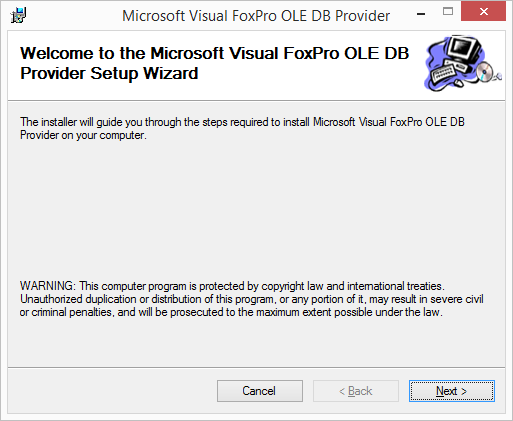 Microsoft Visual FoxPro OLE DB Provider
Welcome to the Microsoft Visual FoxPro OLE DB
Provider Setup Wizard
The installer will guide you through the steps required to install Microsoft Visual FoxPro OLE DB
Provider on your computer.
WARNING: This computer program is protected by copyright law and international treaties.
Unauthorized duplication or distribution of this program, or any portion of it, may result in severe civil
or criminal penalties, and will be prosecuted to the maximum extent possible under the law.
Cancel < Back Next >